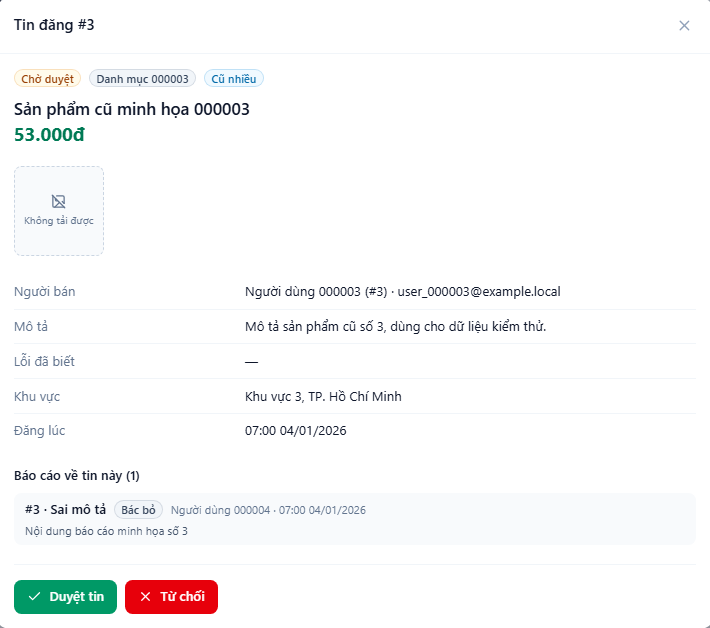 Tin đăng #3
Chờ duyệt Danh mục 000003 Cũ nhiều
Sản phẩm cũ minh họa 000003
53.000đ
Không tải được
Người bán Người dùng 000003 (#3) · user_000003@example.local
Mô tả Mô tả sản phẩm cũ số 3, dùng cho dữ liệu kiểm thử.
Lỗi đã biết —
Khu vực Khu vực 3, TP. Hồ Chí Minh
Đăng lúc 07:00 04/01/2026
Báo cáo về tin này (1)
#3 · Sai mô tả Bác bỏ Người dùng 000004 · 07:00 04/01/2026
Nội dung báo cáo minh họa số 3
Duyệt tin Từ chối